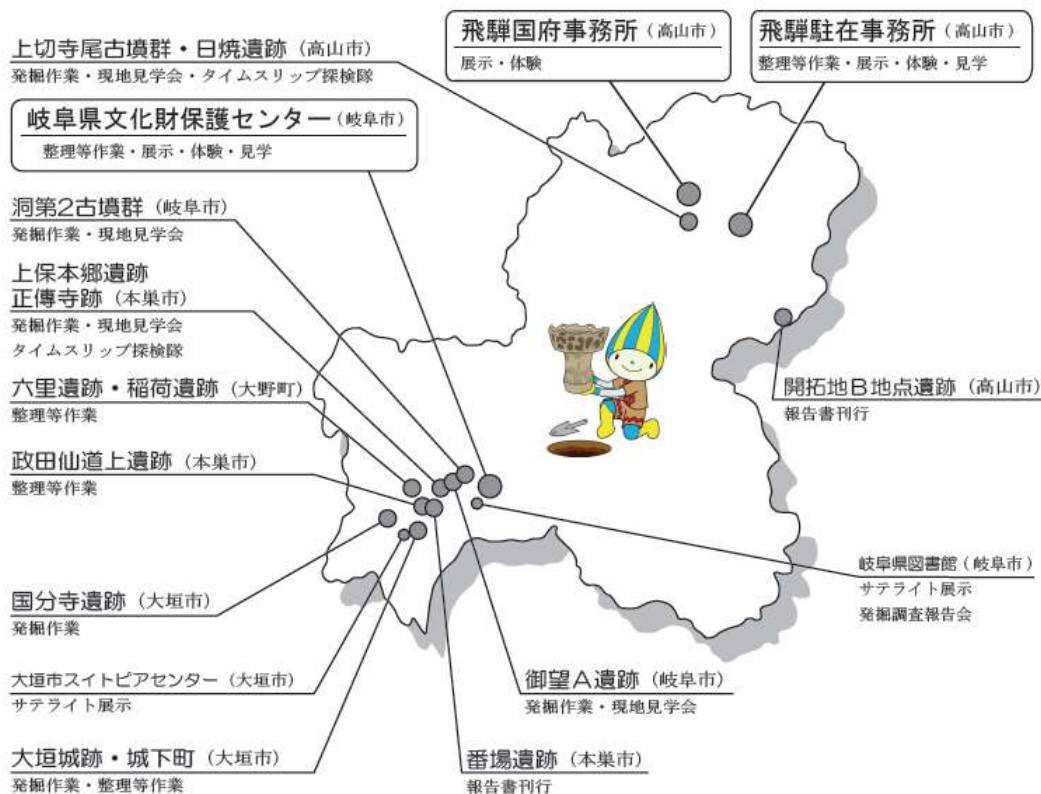 上切寺尾古墳群・日焼遺跡（高山市）
発掘作業・現地見学会・タイムスリップ探検隊
飛騨国府事務所（高山市）
展示・体験
飛騨駐在事務所（高山市）
整理等作業・展示・体験・見学
岐阜県文化財保護センター（岐阜市）
整理等作業・展示・体験・見学
洞第2古墳群（岐阜市）
発掘作業・現地見学会
上保本郷遺跡
正傳寺跡（本巣市）
発掘作業・現地見学会
タイムスリップ探検隊
六里遺跡・稲荷遺跡（大野町）
整理等作業
開拓地B地点遺跡（高山市）
報告書刊行
政田仙道上遺跡（本巣市）
整理等作業
岐阜県図書館（岐阜市）
サテライト展示
発掘調査報告会
国分寺遺跡（大垣市）
発掘作業
大垣市スイトピアセンター（大垣市）
サテライト展示
御望A遺跡（岐阜市）
発掘作業・現地見学会
大垣城跡・城下町（大垣市）
発掘作業・整理等作業
番場遺跡（本巣市）
報告書刊行